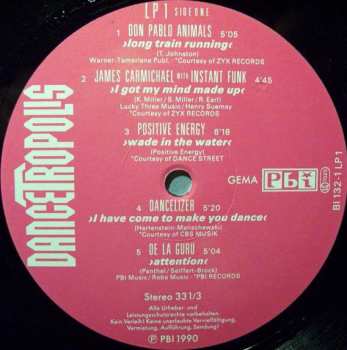 LP 1 SIDE ONE
1 DON PABLO ANIMALS 5'05
›long train running‹
(T. Johnston)
Warner-Tamerlane Publ. *Courtesy of ZYX RECORDS
2 JAMES CARMICHAEL WITH INSTANT FUNK 4'45
›I got my mind made up‹
(K. Miller / S. Miller / R. Earl)
Lucky Three Music / Henry Suemay
*Courtesy of ZYX RECORDS
3 POSITIVE ENERGY 6'18
›wade in the water‹
(Positive Energy)
*Courtesy of DANCE STREET
GEMA PBI
4 DANCELIZER 5'20
›I have come to make you dance‹
(Hartenstein-Matischewski)
*Courtesy of CBS MUSIK
5 DE LA GURU 5'04
›attention‹
(Panthel / Seiffert-Brock)
PBI Music / Robe Music · *PBI RECORDS
Stereo 33 1/3
Alle Urheber- und
Leistungsschutzrechte vorbehalten.
Kein Verleih! Keine unerlaubte Vervielfältigung,
Vermietung, Aufführung, Sendung!
Ⓟ PBI 1990
DANCETROPOLIS
BI 132-1 LP 1